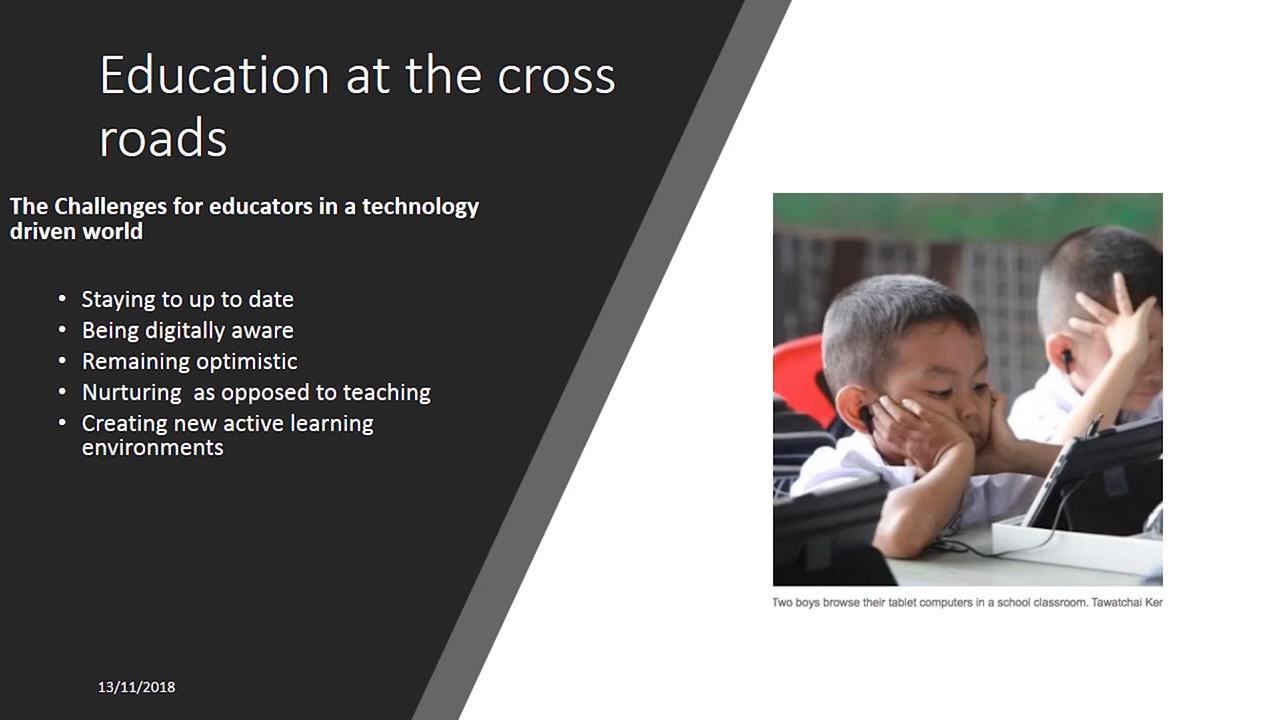 Education at the cross
roads
The Challenges for educators in a technology
driven world
• Staying to up to date
• Being digitally aware
• Remaining optimistic
• Nurturing  as opposed to teaching
• Creating new active learning
environments
Two boys browse their tablet computers in a school classroom. Tawatchai Ker
13/11/2018